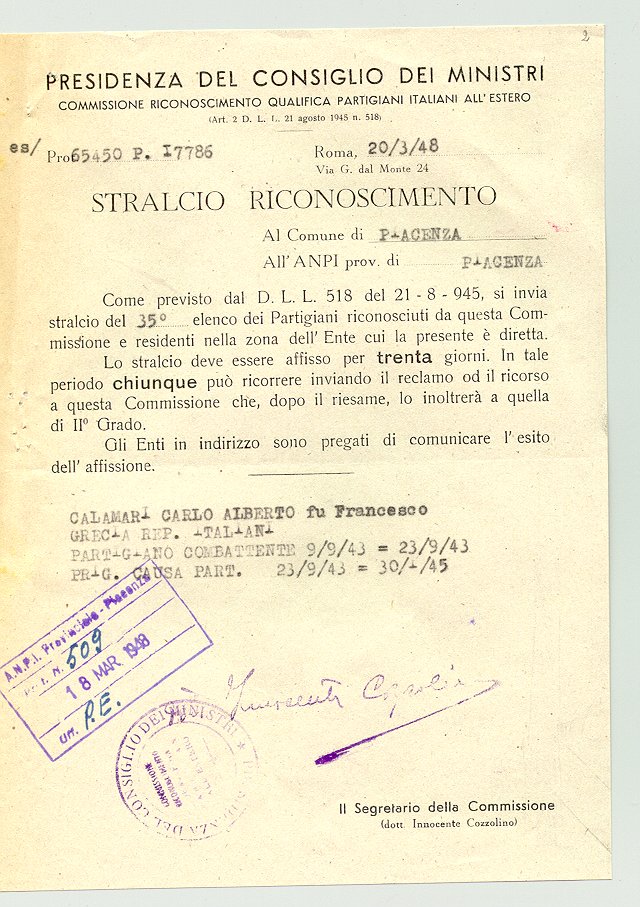 2
PRESIDENZA DEL CONSIGLIO DEI MINISTRI
COMMISSIONE RICONOSCIMENTO QUALIFICA PARTIGIANI ITALIANI ALL'ESTERO
(Art. 2 D. L. L. 21 agosto 1945 n. 518)
es/ Prot 65450 P. I7786 Roma, 20/3/48
Via G. dal Monte 24
STRALCIO RICONOSCIMENTO
Al Comune di PIACENZA
All'ANPI prov. di PIACENZA
Come previsto dal D. L. L. 518 del 21 - 8 - 945, si invia
stralcio del 35° elenco dei Partigiani riconosciuti da questa Com-
missione e residenti nella zona dell'Ente cui la presente è diretta.
Lo stralcio deve essere affisso per trenta giorni. In tale
periodo chiunque può ricorrere inviando il reclamo od il ricorso
a questa Commissione che, dopo il riesame, lo inoltrerà a quella
di II° Grado.
Gli Enti in indirizzo sono pregati di comunicare l'esito
dell'affissione.
CALAMARI CARLO ALBERTO fu Francesco
GRECIA REP. ITALIANI
PARTIGIANO COMBATTENTE 9/9/43 = 23/9/43
PRIG. CAUSA PART. 23/9/43 = 30/I/45
A.N.P.I. Provinciale - Piacenza
Prot. N. 509
18 MAR 1948
Uff. P.E.
Innocente Cozzolino
PRESIDENZA DEL CONSIGLIO DEI MINISTRI
COMMISSIONE
Il Segretario della Commissione
(dott. Innocente Cozzolino)